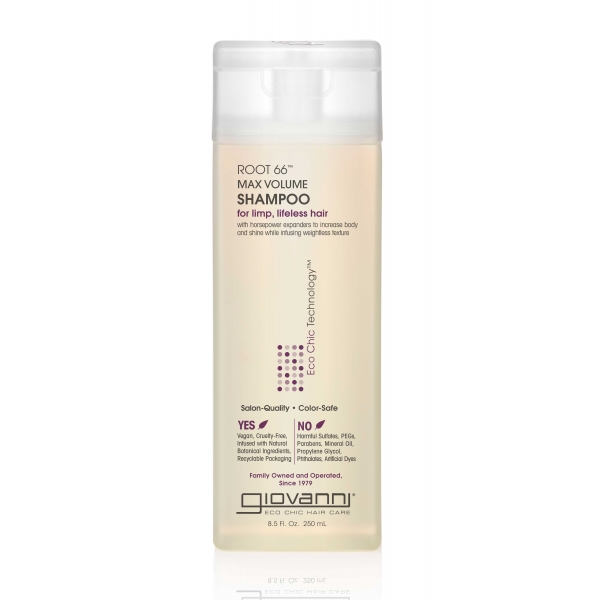 ROOT 66™
MAX VOLUME
SHAMPOO
for limp, lifeless hair
with horsepower expanders to increase body
and shine while infusing weightless texture
Eco Chic Technology™
Salon-Quality • Color-Safe
YES
Vegan, Cruelty-Free,
Infused with Natural
Botanical Ingredients,
Recyclable Packaging
NO
Harmful Sulfates, PEGs,
Parabens, Mineral Oil,
Propylene Glycol,
Phthalates, Artificial Dyes
Family Owned and Operated,
Since 1979
giovanni
ECO CHIC HAIR CARE
8.5 Fl. Oz. 250 mL